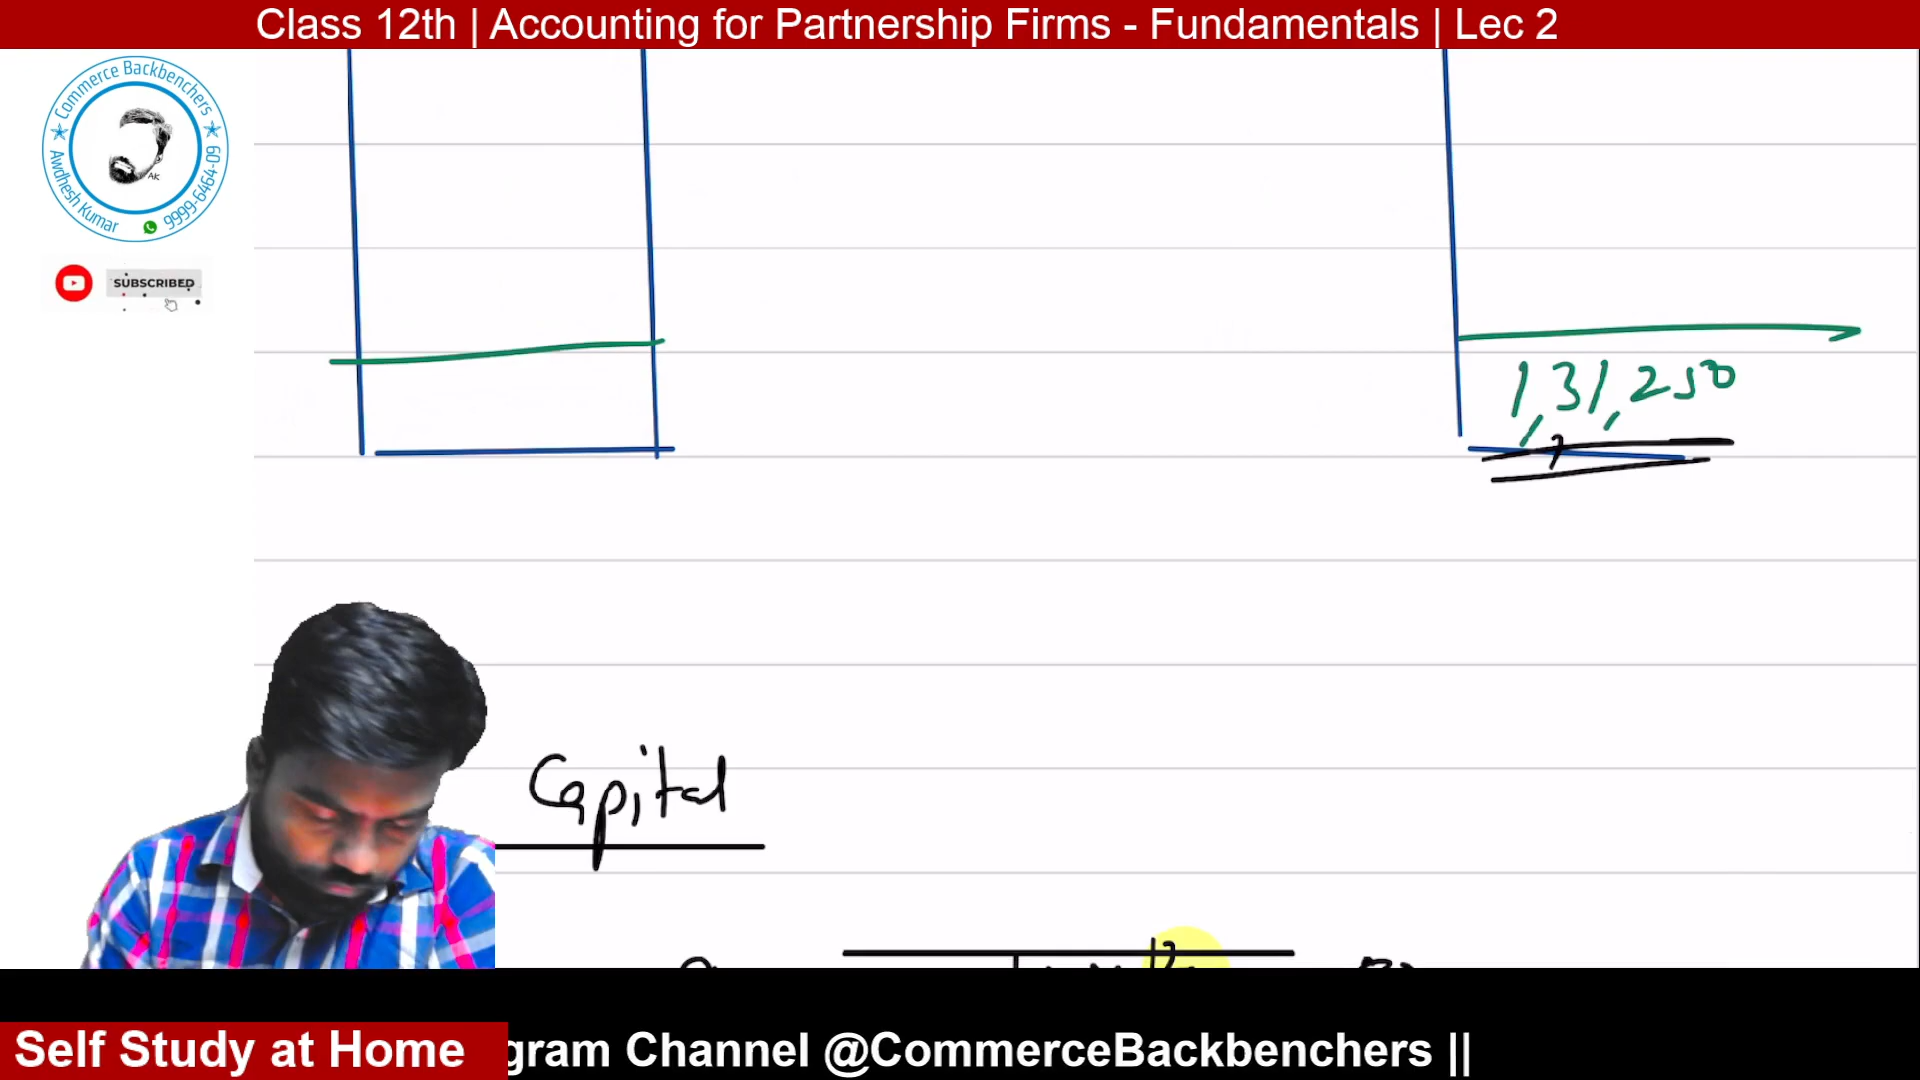 Class 12th | Accounting for Partnership Firms - Fundamentals | Lec 2
Commerce Backbenchers
AK
Awdhesh Kumar
9999-6464-09
SUBSCRIBED
1,31,250
Capital
Self Study at Home
gram Channel @CommerceBackbenchers ||